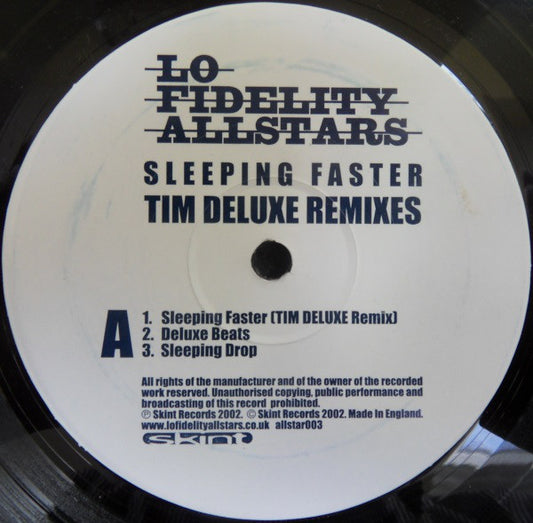 LO
FIDELITY
ALLSTARS
SLEEPING FASTER
TIM DELUXE REMIXES
A
1. Sleeping Faster (TIM DELUXE Remix)
2. Deluxe Beats
3. Sleeping Drop
All rights of the manufacturer and of the owner of the recorded
work reserved. Unauthorised copying, public performance and
broadcasting of this record prohibited.
℗ Skint Records 2002. © Skint Records 2002. Made In England.
www.lofidelityallstars.co.uk allstar003
skint